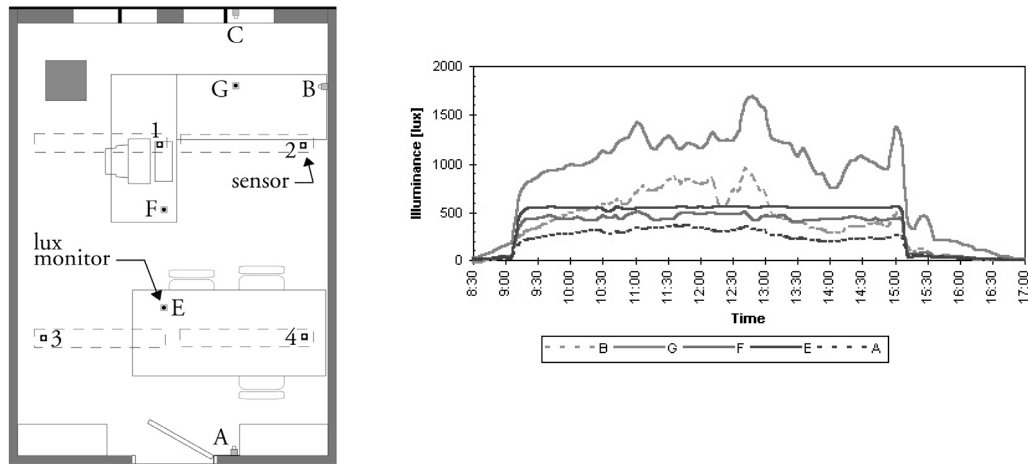 C
G
B
1
2
sensor
F
lux
monitor
E
3
4
A
2000
1500
1000
500
0
Illuminance [lux]
8:30
9:00
9:30
10:00
10:30
11:00
11:30
12:00
12:30
13:00
13:30
14:00
14:30
15:00
15:30
16:00
16:30
17:00
Time
B G F E A